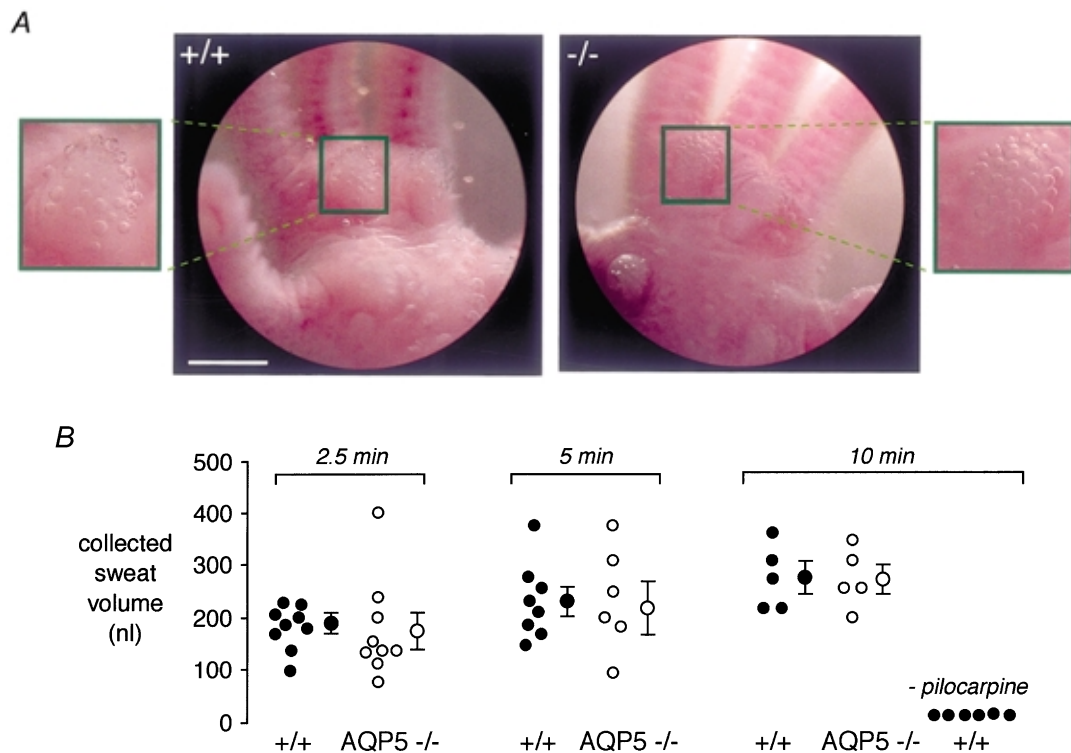 A
+/+
-/-
B
2.5 min
5 min
10 min
500
400
300
200
100
0
collected
sweat
volume
(nl)
- pilocarpine
+/+
AQP5 -/-
+/+
AQP5 -/-
+/+
AQP5 -/-
+/+